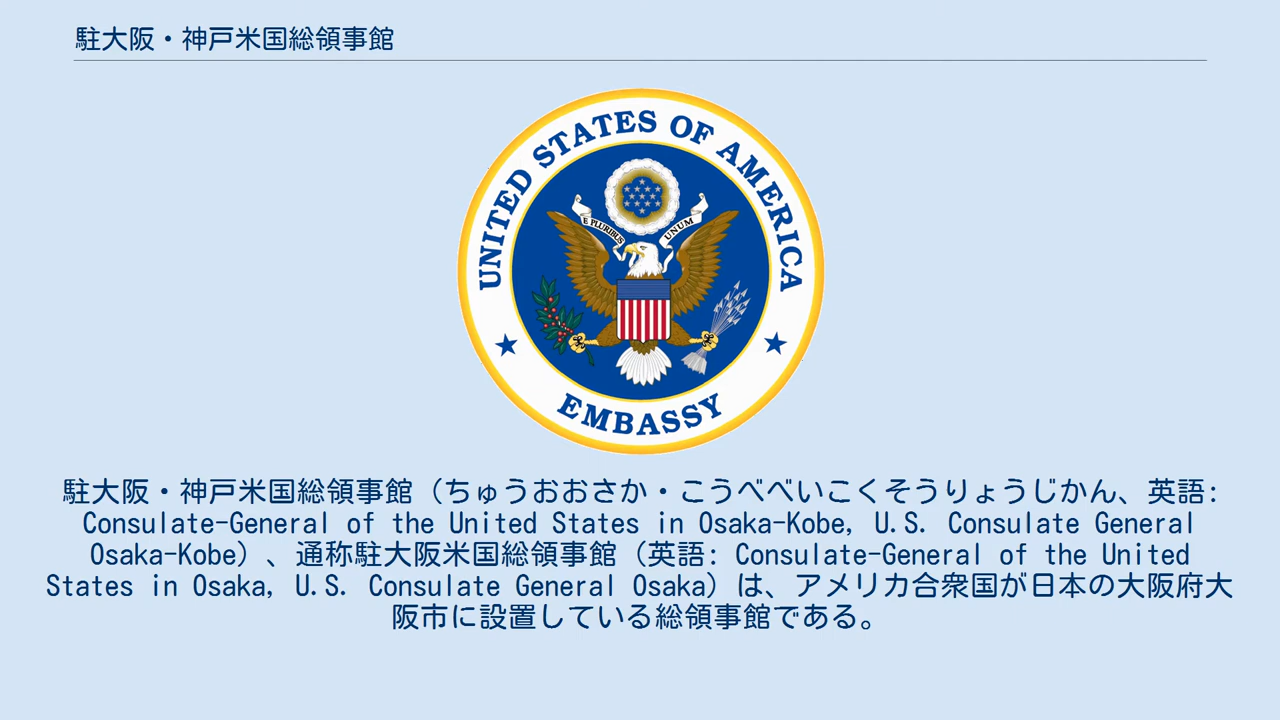 駐大阪・神戸米国総領事館
UNITED STATES OF AMERICA
E PLURIBUS UNUM
EMBASSY
駐大阪・神戸米国総領事館（ちゅうおおさか・こうべべいこくそうりょうじかん、英語:
Consulate-General of the United States in Osaka-Kobe, U.S. Consulate General
Osaka-Kobe）、通称駐大阪米国総領事館（英語: Consulate-General of the United
States in Osaka, U.S. Consulate General Osaka）は、アメリカ合衆国が日本の大阪府大
阪市に設置している総領事館である。